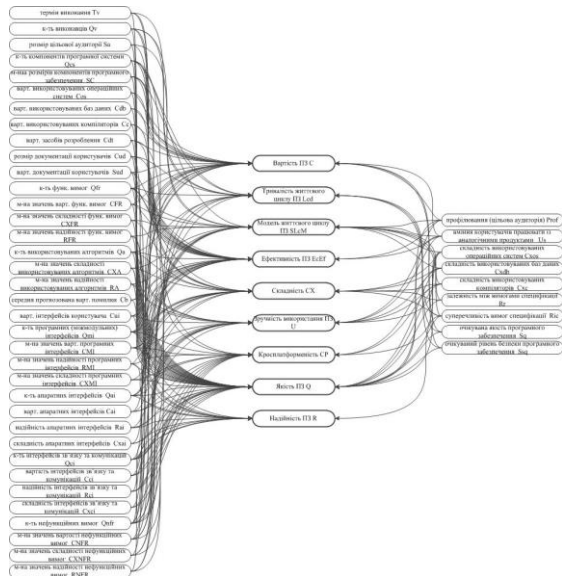 термін виконання Tv
к-ть виконавців Qv
розмір цільової аудиторії Sa
к-ть компонентів програмної системи
Qcs
м-на розмірів компонентів програмного
забезпечення SC
варт. використовуваних операційних
систем Cos
варт. використовуваних баз даних Cdb
варт. використовуваних компіляторів Cc
варт. засобів розроблення Cdt
розмір документації користувачів Cud
варт. документації користувачів Sud
к-ть функ. вимог Qfr
м-на значень варт. функ. вимог CFR
м-на значень складності функ. вимог
CXFR
м-на значень надійності функ. вимог
RFR
к-ть використовуваних алгоритмів Qa
м-на значень складності
використовуваних алгоритмів CXA
м-на значень надійності
використовуваних алгоритмів RA
середня прогнозована варт. помилки Cb
варт. інтерфейсів користувача Cui
к-ть програмних (міжмодульних)
інтерфейсів Qmi
м-на значень варт. програмних
інтерфейсів CMI
м-на значень надійності програмних
інтерфейсів RMI
м-на значень складності програмних
інтерфейсів CXMI
к-ть апаратних інтерфейсів Qai
варт. апаратних інтерфейсів Cai
надійність апаратних інтерфейсів Rai
складність апаратних інтерфейсів Cxai
к-ть інтерфейсів зв'язку та комунікацій
Qci
вартість інтерфейсів зв'язку та
комунікацій Cci
надійність інтерфейсів зв'язку та
комунікацій Rci
складність інтерфейсів зв'язку та
комунікацій Cxci
к-ть нефункційних вимог Qnfr
м-на значень вартості нефункційних
вимог CNFR
м-на значень складності нефункційних
вимог CXNFR
м-на значень надійності нефункційних
вимог RNFR
Вартість ПЗ C
Тривалість життєвого
циклу ПЗ Lcd
Модель життєвого циклу
ПЗ SLcM
Ефективність ПЗ EcEf
Складність CX
Зручність використання ПЗ
U
Кросплатформність CP
Якість ПЗ Q
Надійність ПЗ R
профілювання (цільова аудиторія) Prof
вміння користувачів працювати із
аналогічними продуктами Us
складність використовуваних
операційних систем Cxos
складність використовуваних баз даних
Cxdb
складність використовуваних
компіляторів Cxc
залежність між вимогами специфікації
Rr
суперечливість вимог специфікації Ric
очікувана якість програмного
забезпечення Sq
очікуваний рівень безпеки програмного
забезпечення Ssq